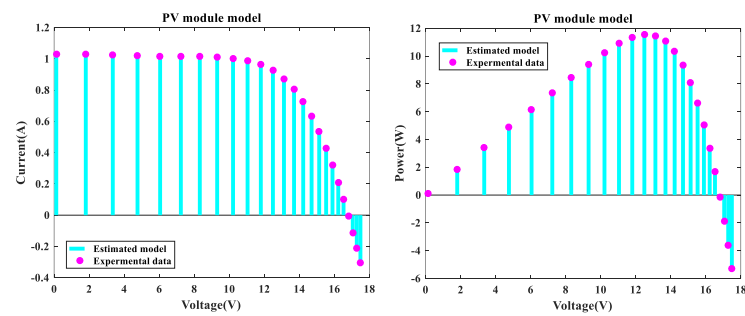 PV module model
1.2
1
0.8
0.6
0.4
0.2
0
-0.2
-0.4
Current(A)
Estimated model
Expermental data
0 2 4 6 8 10 12 14 16 18
Voltage(V)
PV module model
12
10
8
6
4
2
0
-2
-4
-6
Power(W)
Estimated model
Expermental data
0 2 4 6 8 10 12 14 16 18
Voltage(V)